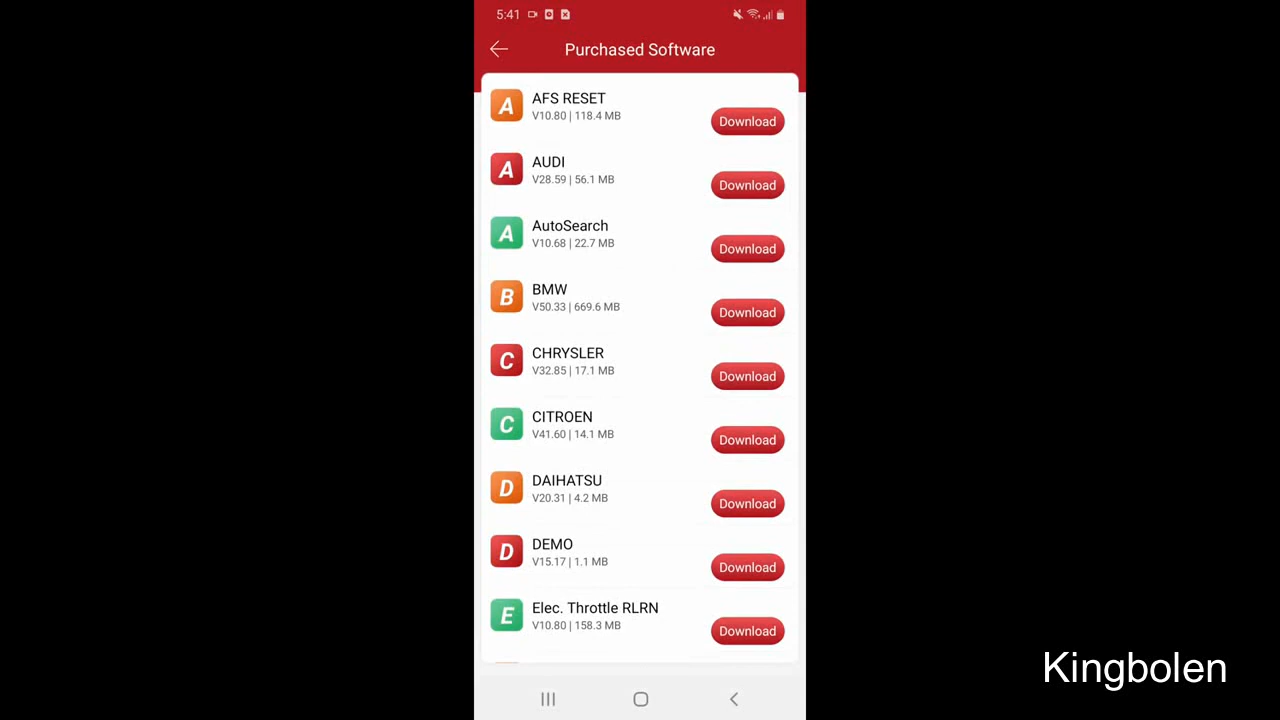 5:41
Purchased Software
A
AFS RESET
V10.80 | 118.4 MB
Download
A
AUDI
V28.59 | 56.1 MB
Download
A
AutoSearch
V10.68 | 22.7 MB
Download
B
BMW
V50.33 | 669.6 MB
Download
C
CHRYSLER
V32.85 | 17.1 MB
Download
C
CITROEN
V41.60 | 14.1 MB
Download
D
DAIHATSU
V20.31 | 4.2 MB
Download
D
DEMO
V15.17 | 1.1 MB
Download
E
Elec. Throttle RLRN
V10.80 | 158.3 MB
Download
Kingbolen